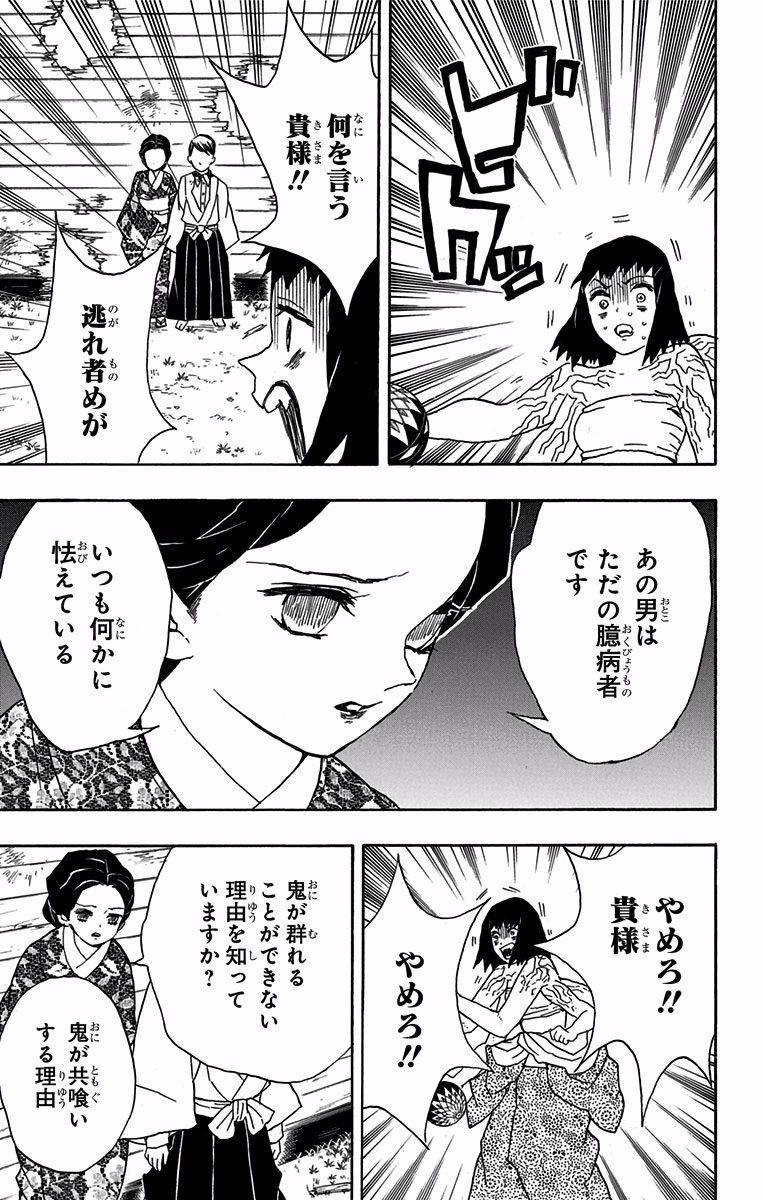 ドクン
何を言う
貴様!!
逃れ者めが
あの男は
ただの臆病者
です
いつも何かに
怯えている
やめろ!!
貴様
やめろ!!
鬼が群れる
ことができない
理由を知って
いますか?
鬼が共喰い
する理由